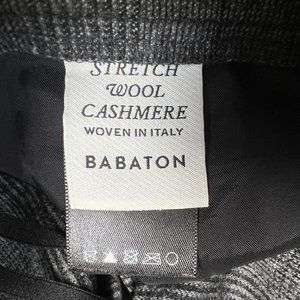 STRETCH
WOOL
CASHMERE
WOVEN IN ITALY
BABATON